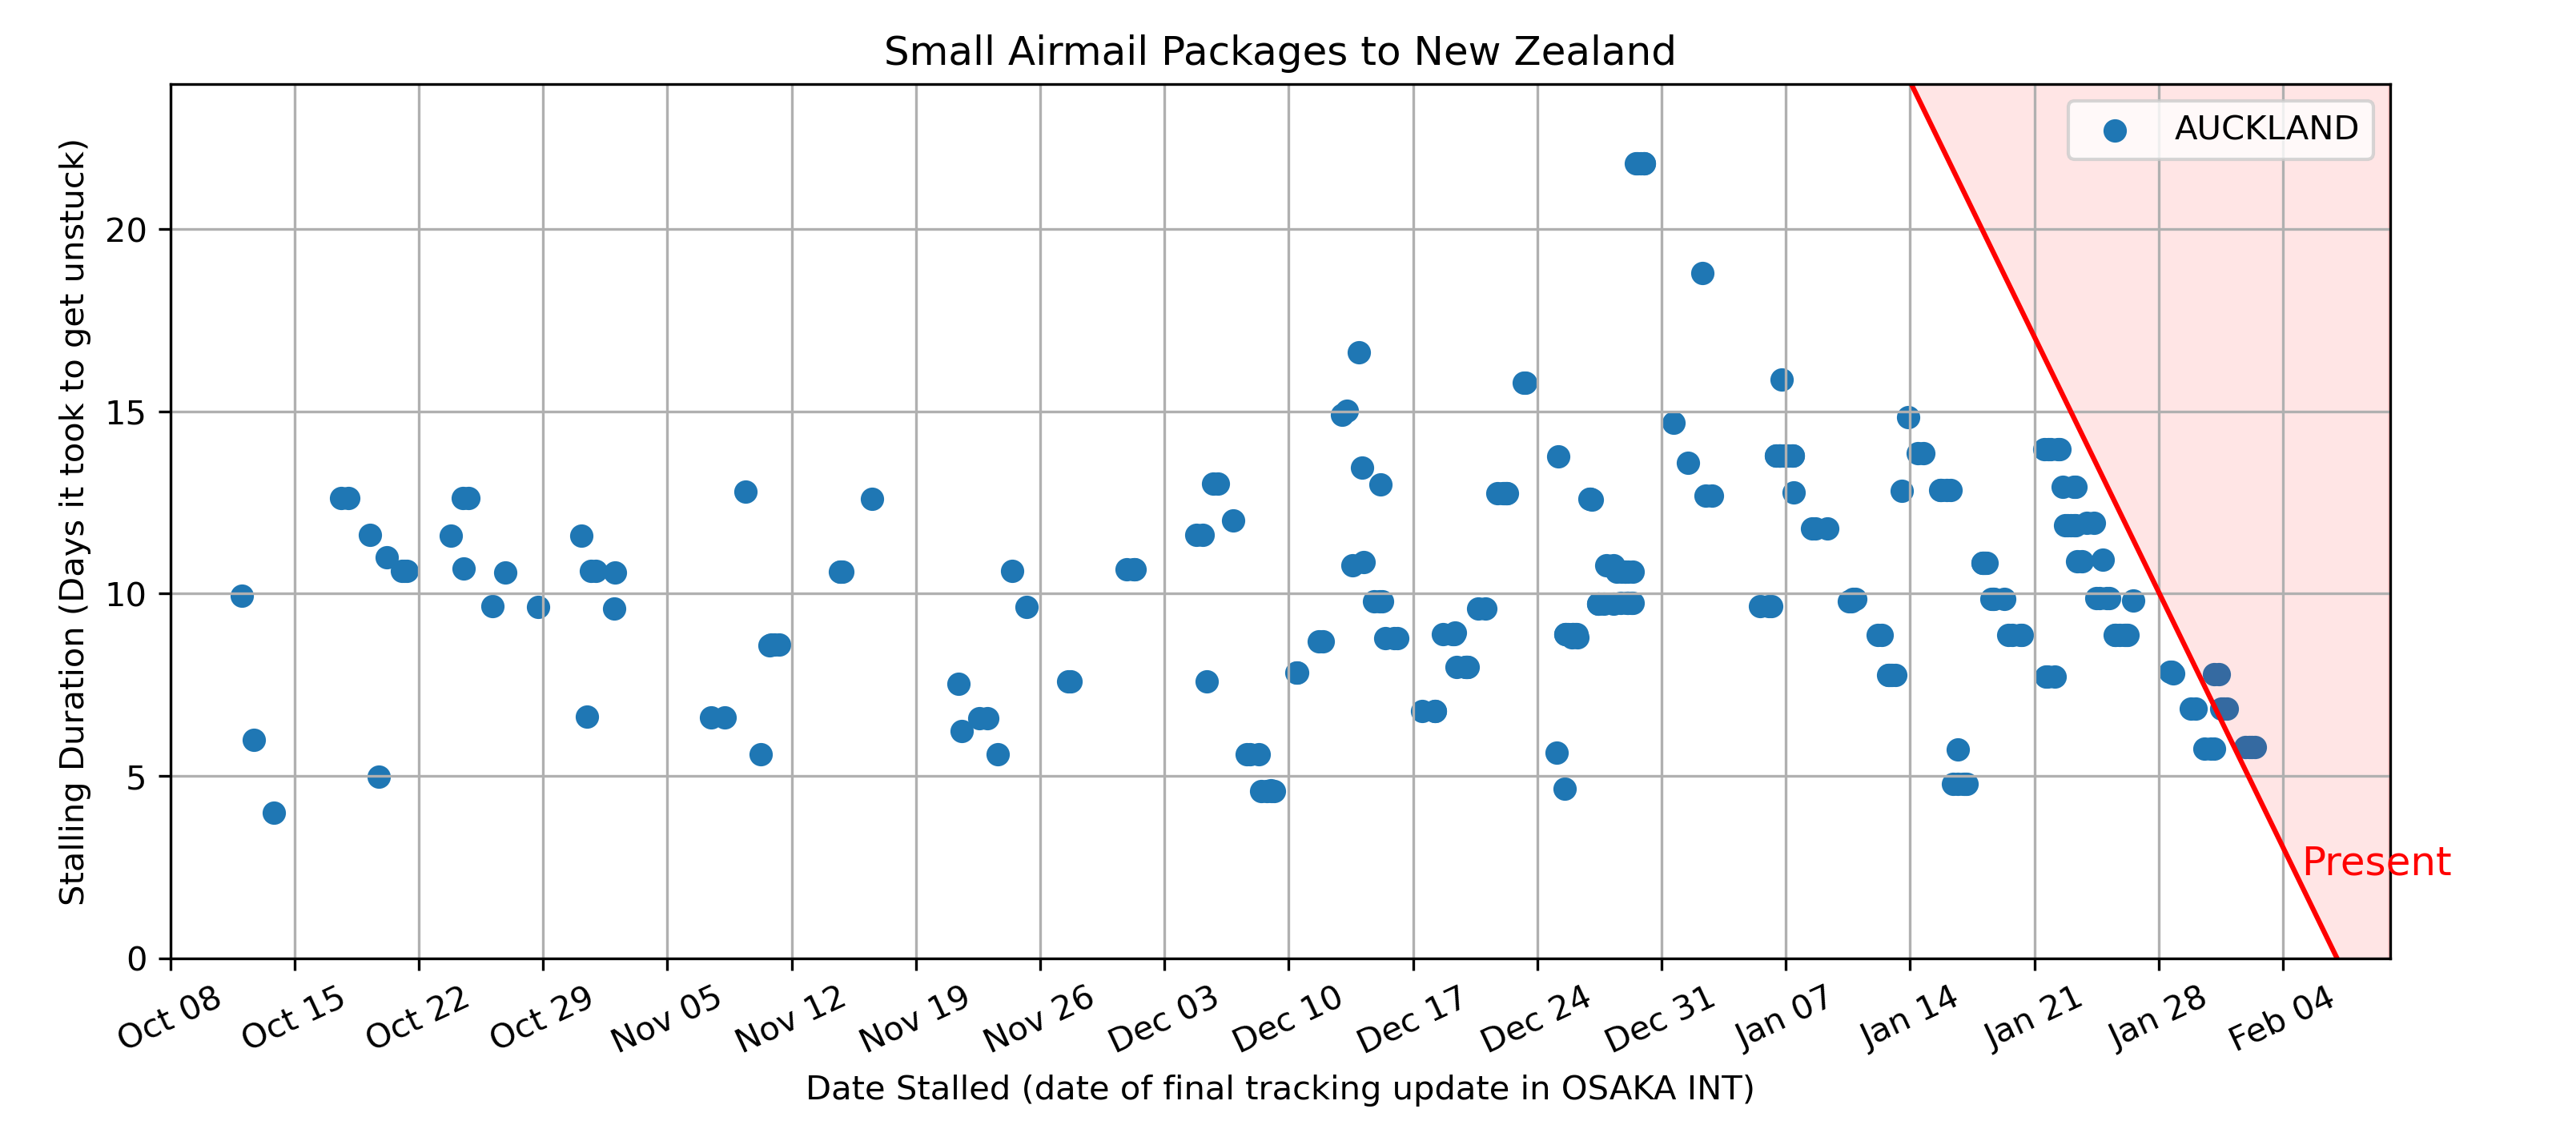 Small Airmail Packages to New Zealand
AUCKLAND
Stalling Duration (Days it took to get unstuck)
20
15
10
5
0
Present
Oct 08
Oct 15
Oct 22
Oct 29
Nov 05
Nov 12
Nov 19
Nov 26
Dec 03
Dec 10
Dec 17
Dec 24
Dec 31
Jan 07
Jan 14
Jan 21
Jan 28
Feb 04
Date Stalled (date of final tracking update in OSAKA INT)